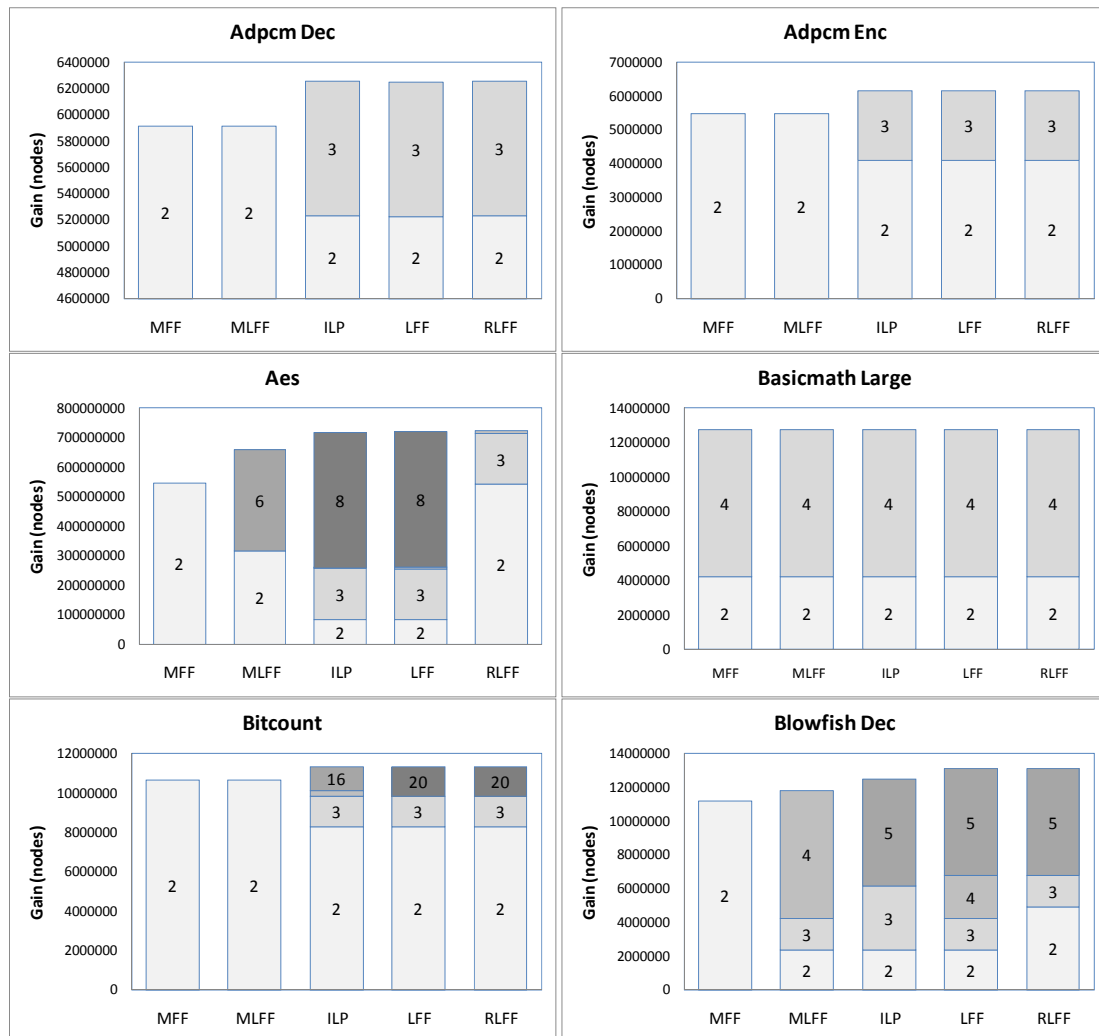 Adpcm Dec
Gain (nodes)
6400000
6200000
6000000
5800000
5600000
5400000
5200000
5000000
4800000
4600000
2 2 3 3 3
2 2 2
MFF MLFF ILP LFF RLFF
Adpcm Enc
Gain (nodes)
7000000
6000000
5000000
4000000
3000000
2000000
1000000
0
3 3 3
2 2 2 2 2
MFF MLFF ILP LFF RLFF
Aes
Gain (nodes)
800000000
700000000
600000000
500000000
400000000
300000000
200000000
100000000
0
6 8 8 3
2 2 3 3 2
2 2
MFF MLFF ILP LFF RLFF
Basicmath Large
Gain (nodes)
14000000
12000000
10000000
8000000
6000000
4000000
2000000
0
4 4 4 4 4
2 2 2 2 2
MFF MLFF ILP LFF RLFF
Bitcount
Gain (nodes)
12000000
10000000
8000000
6000000
4000000
2000000
0
16 20 20
3 3 3
2 2 2 2 2
MFF MLFF ILP LFF RLFF
Blowfish Dec
Gain (nodes)
14000000
12000000
10000000
8000000
6000000
4000000
2000000
0
4 5 5 5
2 3 4 3
3 3 2
2 2 2
MFF MLFF ILP LFF RLFF